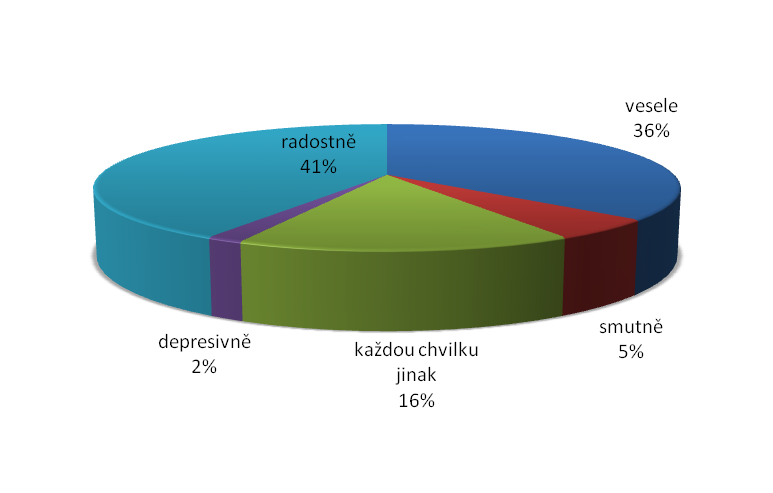 vesele
36%
radostně
41%
smutně
5%
depresivně
2%
každou chvilku
jinak
16%